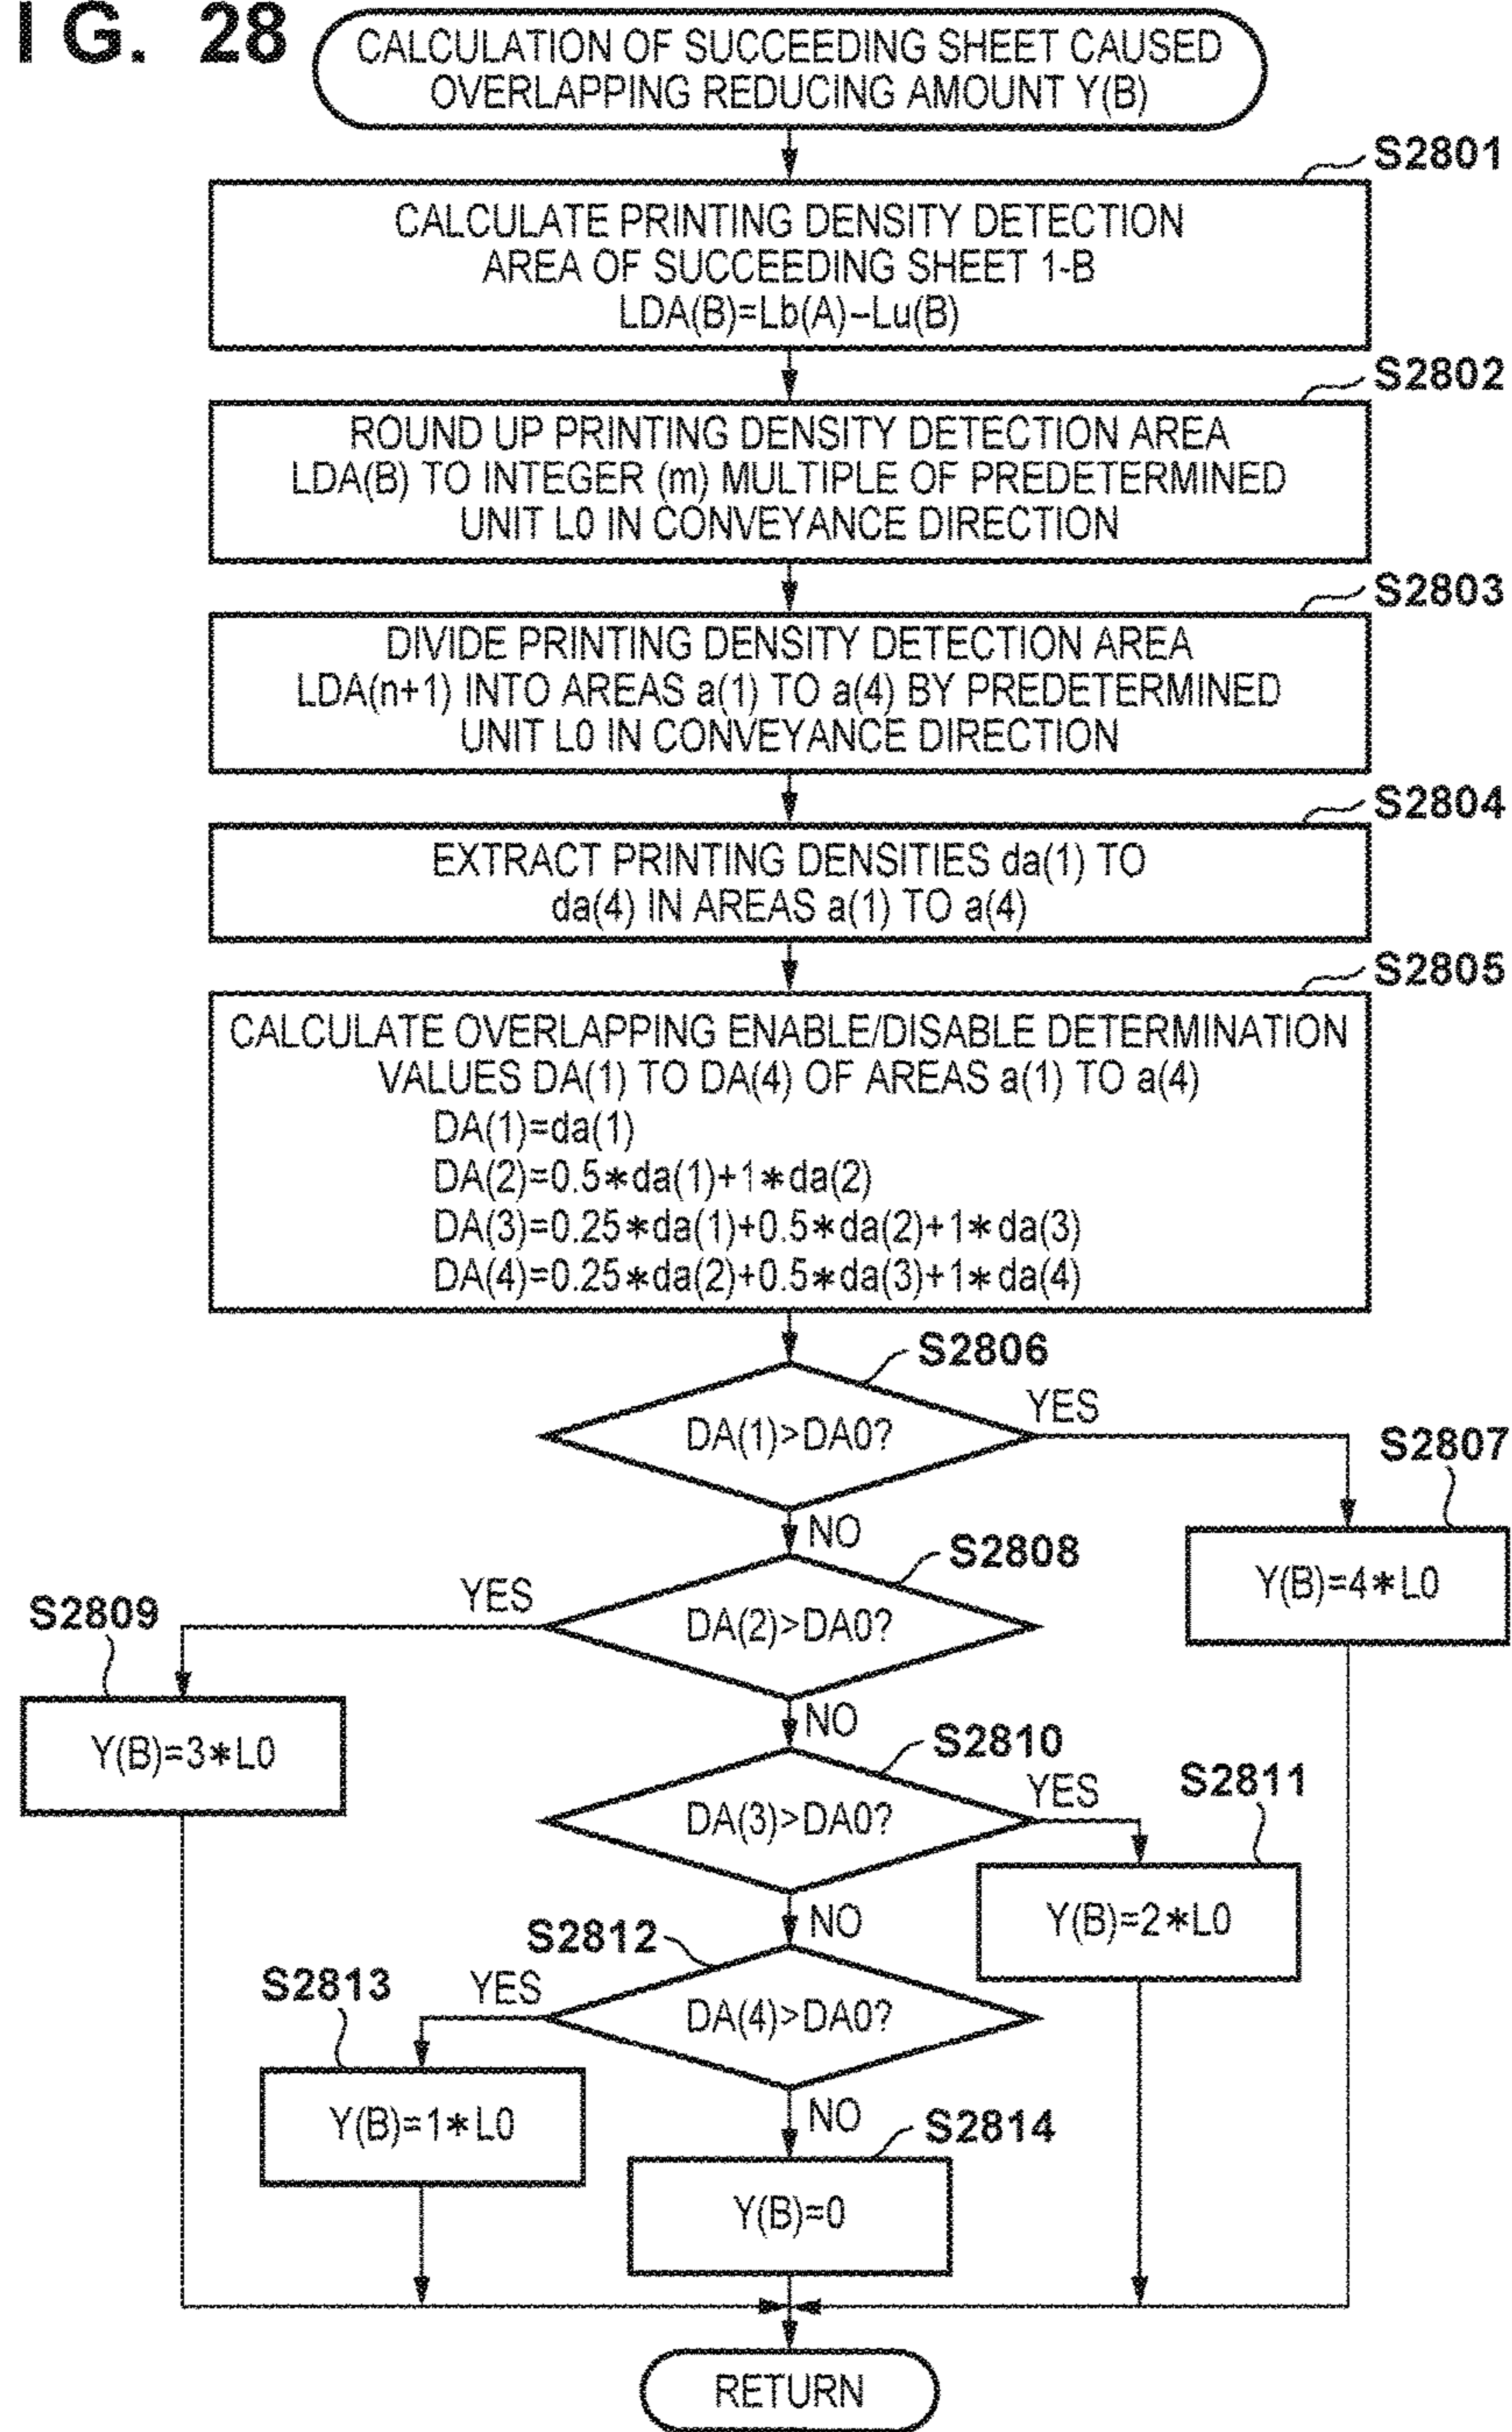 IG. 28
CALCULATION OF SUCCEEDING SHEET CAUSED
OVERLAPPING REDUCING AMOUNT Y(B)
S2801
CALCULATE PRINTING DENSITY DETECTION
AREA OF SUCCEEDING SHEET 1-B
LDA(B)=Lb(A)–Lu(B)
S2802
ROUND UP PRINTING DENSITY DETECTION AREA
LDA(B) TO INTEGER (m) MULTIPLE OF PREDETERMINED
UNIT L0 IN CONVEYANCE DIRECTION
S2803
DIVIDE PRINTING DENSITY DETECTION AREA
LDA(n+1) INTO AREAS a(1) TO a(4) BY PREDETERMINED
UNIT L0 IN CONVEYANCE DIRECTION
S2804
EXTRACT PRINTING DENSITIES da(1) TO
da(4) IN AREAS a(1) TO a(4)
S2805
CALCULATE OVERLAPPING ENABLE/DISABLE DETERMINATION
VALUES DA(1) TO DA(4) OF AREAS a(1) TO a(4)
DA(1)=da(1)
DA(2)=0.5*da(1)+1*da(2)
DA(3)=0.25*da(1)+0.5*da(2)+1*da(3)
DA(4)=0.25*da(2)+0.5*da(3)+1*da(4)
S2806
DA(1)>DA0?
YES
S2807
Y(B)=4*L0
NO
S2808
DA(2)>DA0?
YES
S2809
Y(B)=3*L0
NO
S2810
DA(3)>DA0?
YES
S2811
Y(B)=2*L0
NO
S2812
DA(4)>DA0?
YES
S2813
Y(B)=1*L0
NO
S2814
Y(B)=0
RETURN